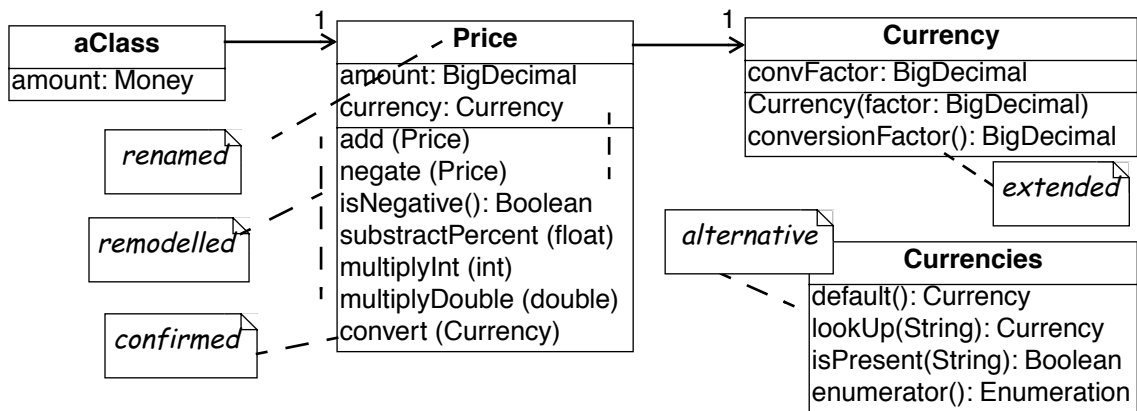 aClass
amount: Money
1
Price
amount: BigDecimal
currency: Currency
add (Price)
negate (Price)
isNegative(): Boolean
substractPercent (float)
multiplyInt (int)
multiplyDouble (double)
convert (Currency)
renamed
remodelled
confirmed
1
Currency
convFactor: BigDecimal
Currency(factor: BigDecimal)
conversionFactor(): BigDecimal
extended
alternative
Currencies
default(): Currency
lookUp(String): Currency
isPresent(String): Boolean
enumerator(): Enumeration